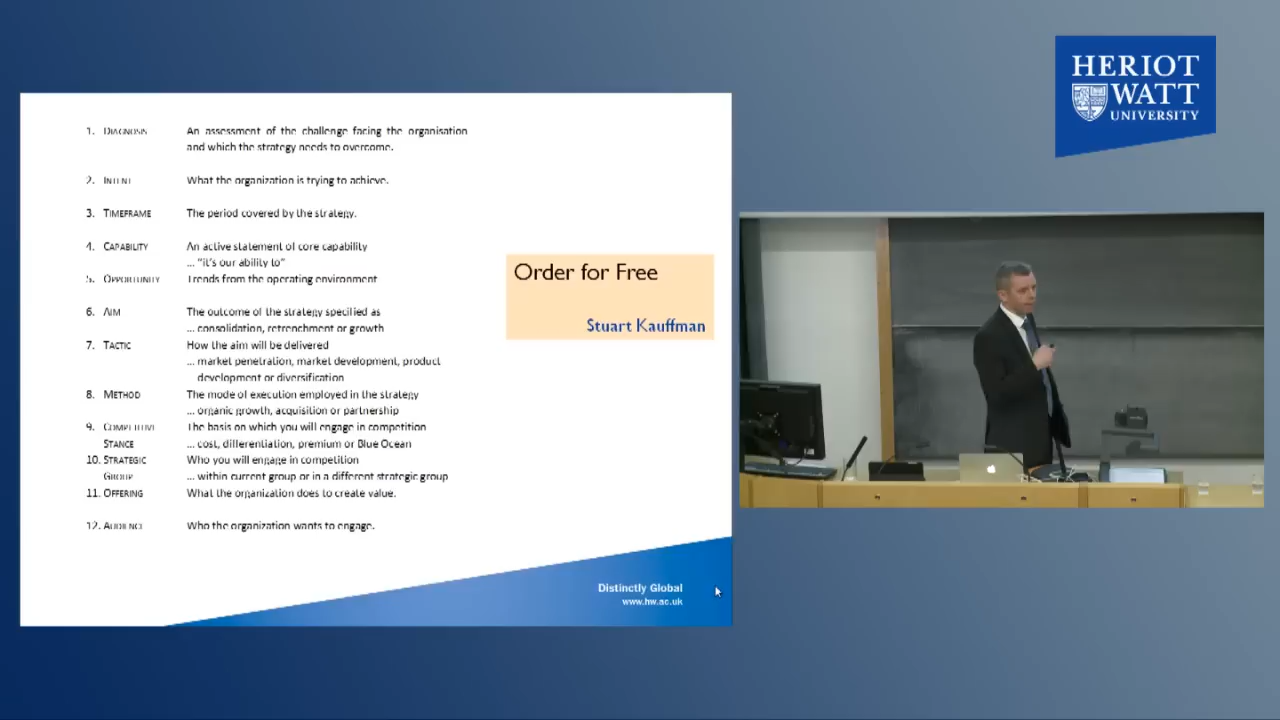 HERIOT
WATT
UNIVERSITY
1. DIAGNOSIS An assessment of the challenge facing the organisation
and which the strategy needs to overcome.
2. INTENT What the organization is trying to achieve.
3. TIMEFRAME The period covered by the strategy.
4. CAPABILITY An active statement of core capability
... "it's our ability to"
5. OPPORTUNITY Trends from the operating environment
6. AIM The outcome of the strategy specified as
... consolidation, retrenchment or growth
7. TACTIC How the aim will be delivered
... market penetration, market development, product
development or diversification
8. METHOD The mode of execution employed in the strategy
... organic growth, acquisition or partnership
9. COMPETITIVE The basis on which you will engage in competition
STANCE ... cost, differentiation, premium or Blue Ocean
10. STRATEGIC Who you will engage in competition
GROUP ... within current group or in a different strategic group
11. OFFERING What the organization does to create value.
12. AUDIENCE Who the organization wants to engage.
Order for Free
Stuart Kauffman
Distinctly Global
www.hw.ac.uk